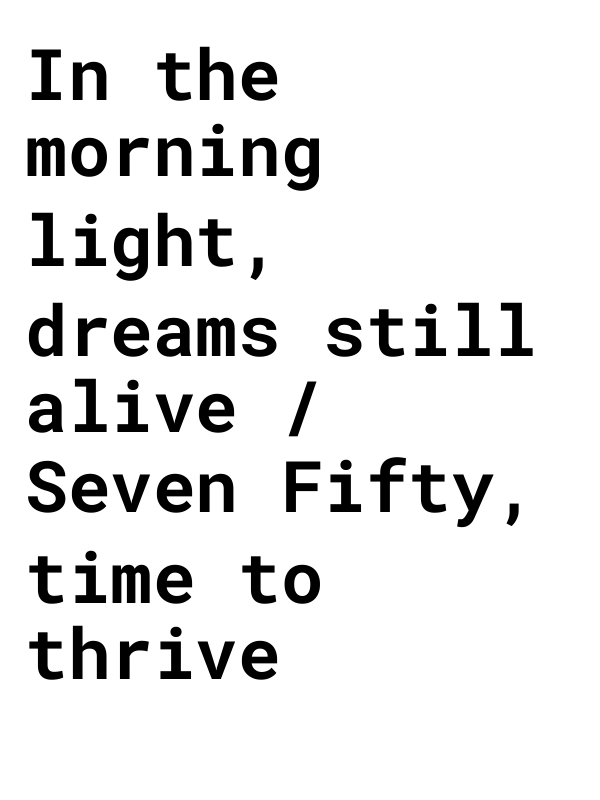 In the
morning
light,
dreams still
alive /
Seven Fifty,
time to
thrive